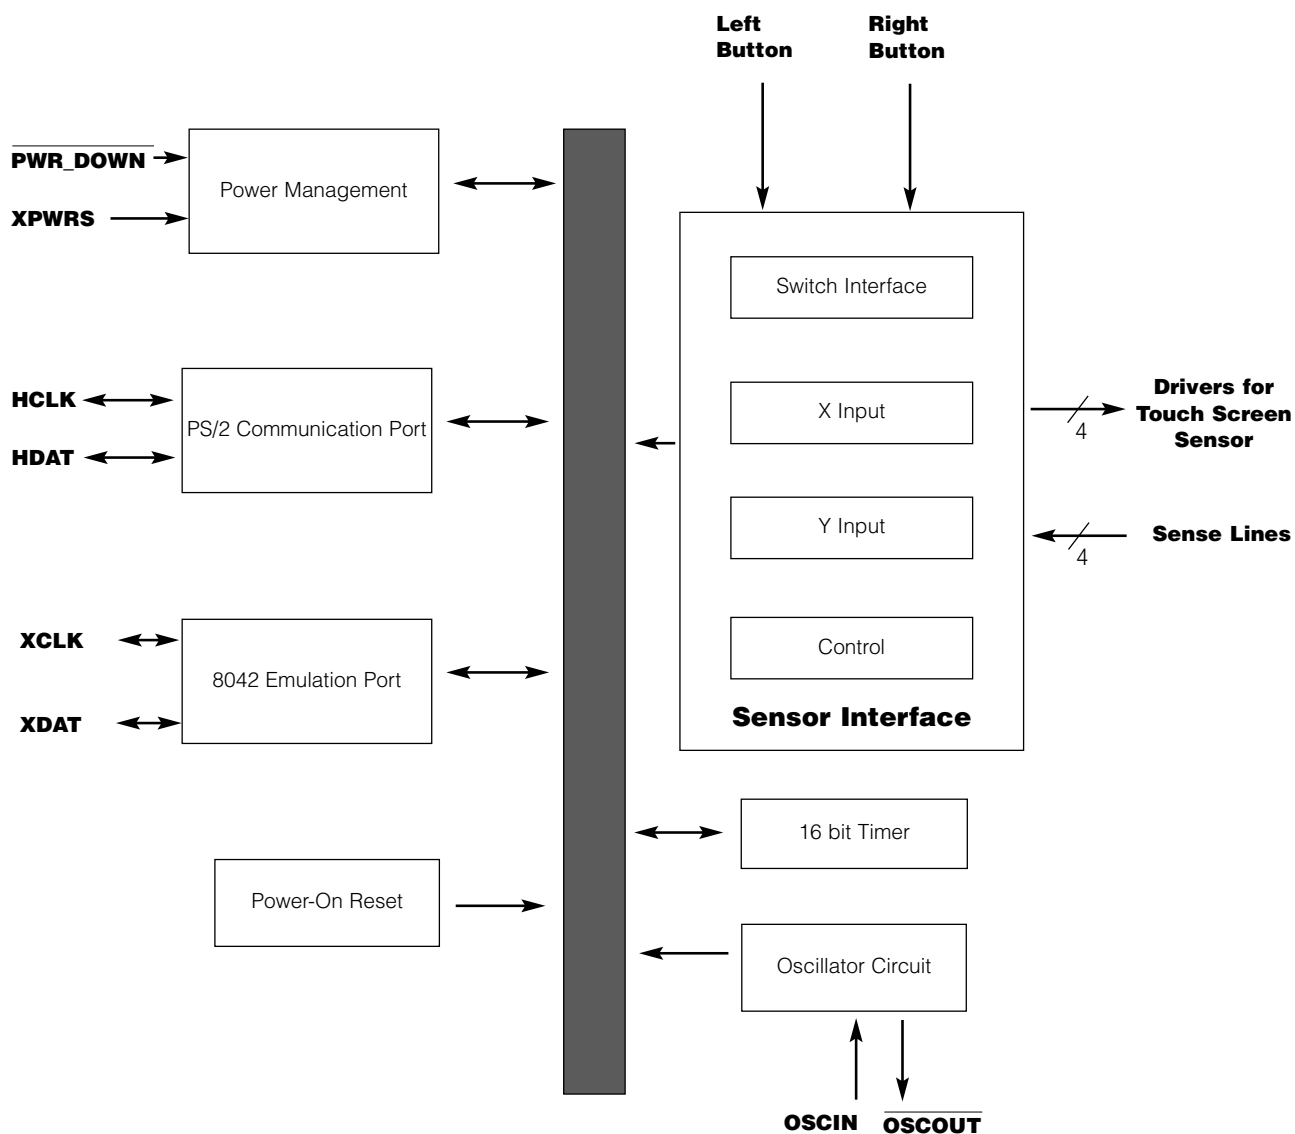 Left
Button
Right
Button
PWR_DOWN
Power Management
XPWRS
Switch Interface
HCLK
PS/2 Communication Port
HDAT
X Input
4
Drivers for
Touch Screen
Sensor
Y Input
4
Sense Lines
XCLK
8042 Emulation Port
XDAT
Control
Sensor Interface
16 bit Timer
Power-On Reset
Oscillator Circuit
OSCIN
OSCOUT